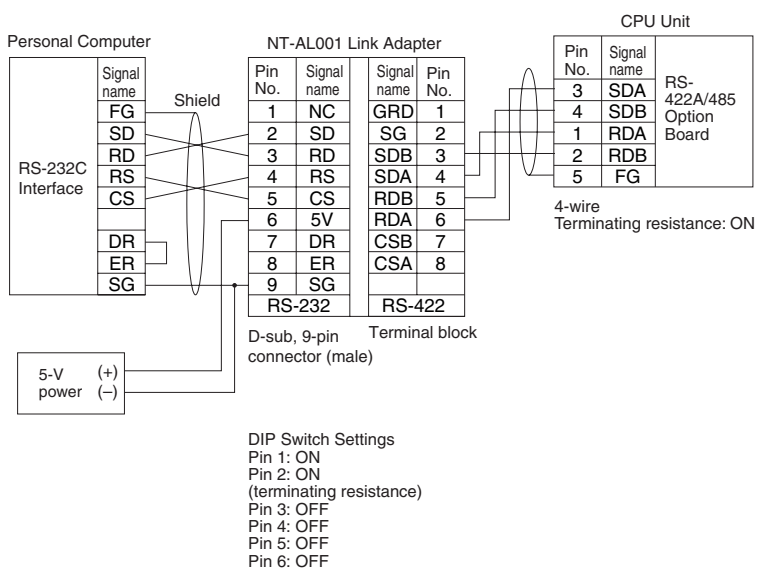 CPU Unit
Personal Computer
NT-AL001 Link Adapter
Signal name
FG
SD
RD
RS
CS
DR
ER
SG
RS-232C Interface
Shield
Pin No. Signal name
1 NC
2 SD
3 RD
4 RS
5 CS
6 5V
7 DR
8 ER
9 SG
RS-232
Signal name Pin No.
GRD 1
SG 2
SDB 3
SDA 4
RDB 5
RDA 6
CSB 7
CSA 8
RS-422
Pin No. Signal name
3 SDA
4 SDB
1 RDA
2 RDB
5 FG
RS-
422A/485
Option
Board
4-wire
Terminating resistance: ON
D-sub, 9-pin
connector (male)
Terminal block
5-V (+)
power (–)
DIP Switch Settings
Pin 1: ON
Pin 2: ON
(terminating resistance)
Pin 3: OFF
Pin 4: OFF
Pin 5: OFF
Pin 6: OFF